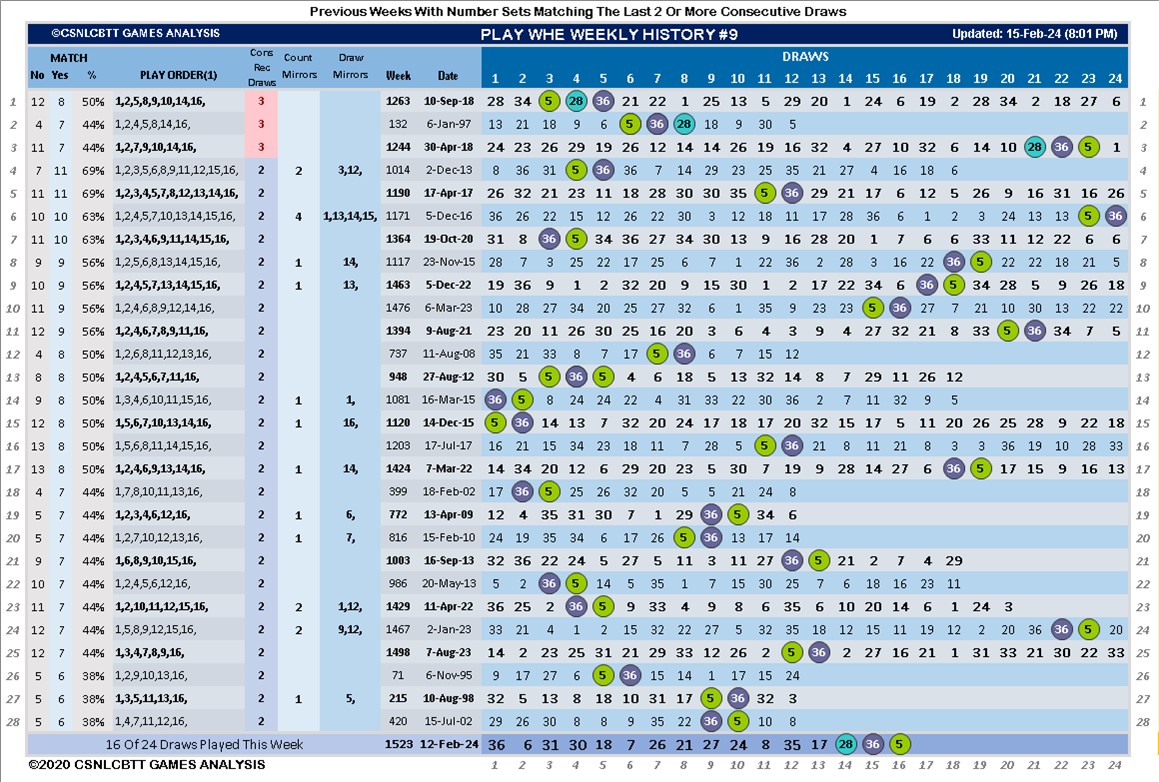 Previous Weeks With Number Sets Matching The Last 2 Or More Consecutive Draws
©CSNLCBTT GAMES ANALYSIS PLAY WHE WEEKLY HISTORY #9 Updated: 15-Feb-24 (8:01 PM)
MATCH Cons Rec Draws Count Mirrors Draw Mirrors DRAWS
No Yes % PLAY ORDER(1) Week Date 1 2 3 4 5 6 7 8 9 10 11 12 13 14 15 16 17 18 19 20 21 22 23 24
1 12 8 50% 1,2,5,8,9,10,14,16, 3 1263 10-Sep-18 28 34 5 28 36 21 22 1 25 13 5 29 20 1 24 6 19 2 28 34 2 18 27 6 1
2 4 7 44% 1,2,4,5,8,14,16, 3 132 6-Jan-97 13 21 18 9 6 5 36 28 18 9 30 5 2
3 11 7 44% 1,2,7,9,10,14,16, 3 1244 30-Apr-18 24 23 26 29 19 26 12 14 14 26 19 16 32 4 27 10 32 6 14 10 28 36 5 1 3
4 7 11 69% 1,2,3,5,6,8,9,11,12,15,16, 2 2 3,12, 1014 2-Dec-13 8 36 31 5 36 36 7 14 29 23 25 35 21 27 4 16 18 6 4
5 11 11 69% 1,2,3,4,5,7,8,12,13,14,16, 2 1190 17-Apr-17 26 32 21 23 11 18 28 30 30 35 5 36 29 21 17 6 12 5 26 9 16 31 16 26 5
6 10 10 63% 1,2,4,5,7,10,13,14,15,16, 2 4 1,13,14,15, 1171 5-Dec-16 36 26 22 15 12 26 22 30 3 12 18 11 17 28 36 6 1 2 3 24 13 13 5 36 6
7 11 10 63% 1,2,3,4,6,9,11,14,15,16, 2 1364 19-Oct-20 31 8 36 5 34 36 27 34 30 13 9 16 28 20 1 7 6 6 33 11 12 22 6 6 7
8 9 9 56% 1,2,5,6,8,13,14,15,16, 2 1 14, 1117 23-Nov-15 28 7 3 25 22 17 25 6 7 1 22 36 2 28 3 16 22 36 5 22 22 18 21 5 8
9 10 9 56% 1,2,4,5,7,13,14,15,16, 2 1 13, 1463 5-Dec-22 19 36 9 1 2 32 20 9 15 30 1 2 17 22 34 6 36 5 34 28 5 9 26 18 9
10 11 9 56% 1,2,4,6,8,9,12,14,16, 2 1476 6-Mar-23 10 28 27 34 20 25 27 32 6 1 35 9 23 23 5 36 27 7 21 10 30 13 22 22 10
11 12 9 56% 1,2,4,6,7,8,9,11,16, 2 1394 9-Aug-21 23 20 11 26 30 25 16 20 3 6 4 3 9 4 27 32 21 8 33 5 36 34 7 5 11
12 4 8 50% 1,2,6,8,11,12,13,16, 2 737 11-Aug-08 35 21 33 8 7 17 5 36 6 7 15 12 12
13 8 8 50% 1,2,4,5,6,7,11,16, 2 948 27-Aug-12 30 5 5 36 5 4 6 18 5 13 32 14 8 7 29 11 26 12 13
14 9 8 50% 1,3,4,6,10,11,15,16, 2 1 1, 1081 16-Mar-15 36 5 8 24 24 22 4 31 33 22 30 36 2 7 11 32 9 5 14
15 12 8 50% 1,5,6,7,10,13,14,16, 2 1 16, 1120 14-Dec-15 5 36 14 13 7 32 20 24 17 18 17 20 32 15 17 5 11 20 26 25 28 9 22 18 15
16 13 8 50% 1,5,6,8,11,14,15,16, 2 1203 17-Jul-17 16 21 15 34 23 18 11 7 28 5 5 36 21 8 11 21 8 3 3 36 19 10 28 33 16
17 13 8 50% 1,2,4,6,9,13,14,16, 2 1 14, 1424 7-Mar-22 14 34 20 12 6 29 20 23 5 30 7 19 9 28 14 27 6 36 5 17 15 9 16 13 17
18 4 7 44% 1,7,8,10,11,13,16, 2 399 18-Feb-02 17 36 5 25 26 32 20 5 5 21 24 8 18
19 5 7 44% 1,2,3,4,6,12,16, 2 1 6, 772 13-Apr-09 12 4 35 31 30 7 1 29 36 5 34 6 19
20 5 7 44% 1,2,7,10,12,13,16, 2 1 7, 816 15-Feb-10 24 19 35 34 6 17 26 5 36 13 17 14 20
21 9 7 44% 1,6,8,9,10,15,16, 2 1003 16-Sep-13 32 36 22 24 5 27 5 11 3 11 27 36 5 21 2 7 4 29 21
22 10 7 44% 1,2,4,5,6,12,16, 2 986 20-May-13 5 2 36 5 14 5 35 1 7 15 30 25 7 6 18 16 23 11 22
23 11 7 44% 1,2,10,11,12,15,16, 2 2 1,12, 1429 11-Apr-22 36 25 2 36 5 9 33 4 9 8 6 35 6 10 20 14 6 1 24 3 23
24 12 7 44% 1,5,8,9,12,15,16, 2 2 9,12, 1467 2-Jan-23 33 21 4 1 2 15 32 22 27 5 32 35 18 12 15 11 19 12 2 20 36 36 5 20 24
25 12 7 44% 1,3,4,7,8,9,16, 2 1498 7-Aug-23 14 2 23 25 31 21 29 33 12 26 2 5 36 2 27 16 21 1 31 33 21 30 22 33 25
26 5 6 38% 1,2,9,10,13,16, 2 71 6-Nov-95 9 17 27 6 5 36 15 14 1 17 15 24 26
27 5 6 38% 1,3,5,11,13,16, 2 1 5, 215 10-Aug-98 32 5 13 8 18 10 31 17 5 36 32 3 27
28 5 6 38% 1,4,7,11,12,16, 2 420 15-Jul-02 29 26 30 8 8 9 35 22 36 5 10 8 28
16 Of 24 Draws Played This Week 1523 12-Feb-24 36 6 31 30 18 7 26 21 27 24 8 35 17 14 36 5
©2020 CSNLCBTT GAMES ANALYSIS 1 2 3 4 5 6 7 8 9 10 11 12 13 14 15 16 17 18 19 20 21 22 23 24